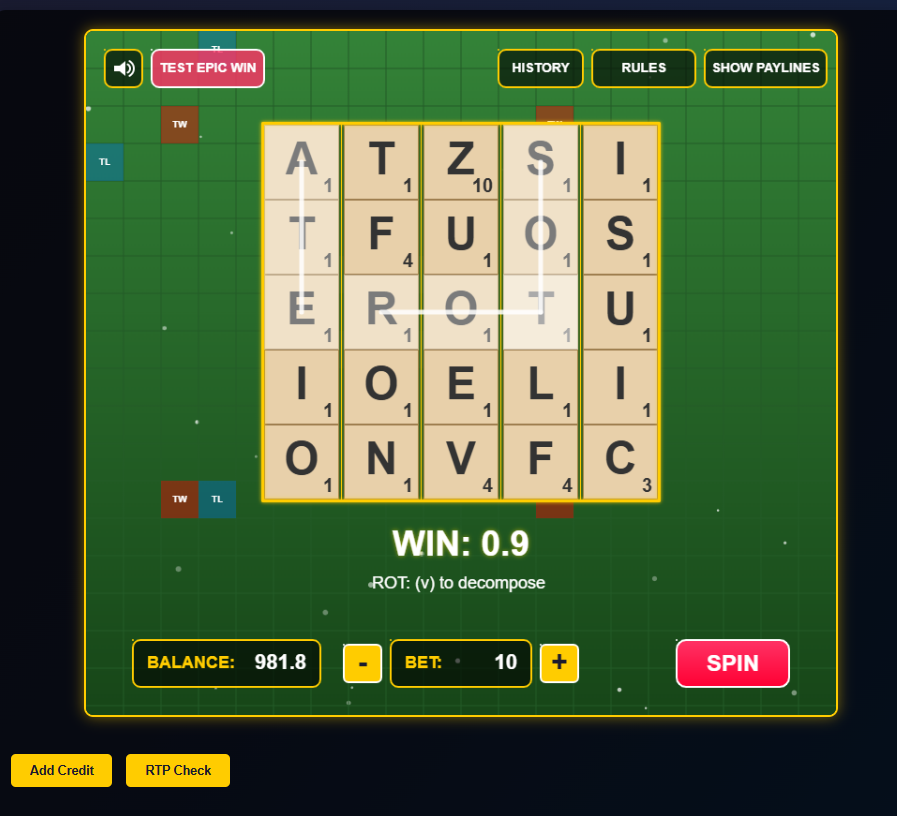 TL
TEST EPIC WIN
HISTORY
RULES
SHOW PAYLINES
TW
TL
A 1 T 1 Z 10 S 1 I 1
T 1 F 4 U 1 O 1 S 1
E 1 R 1 O 1 T 1 U 1
I 1 O 1 E 1 L 1 I 1
O 1 N 1 V 4 F 4 C 3
TW TL
WIN: 0.9
ROT: (v) to decompose
BALANCE: 981.8
-
BET: 10
+
SPIN
Add Credit
RTP Check